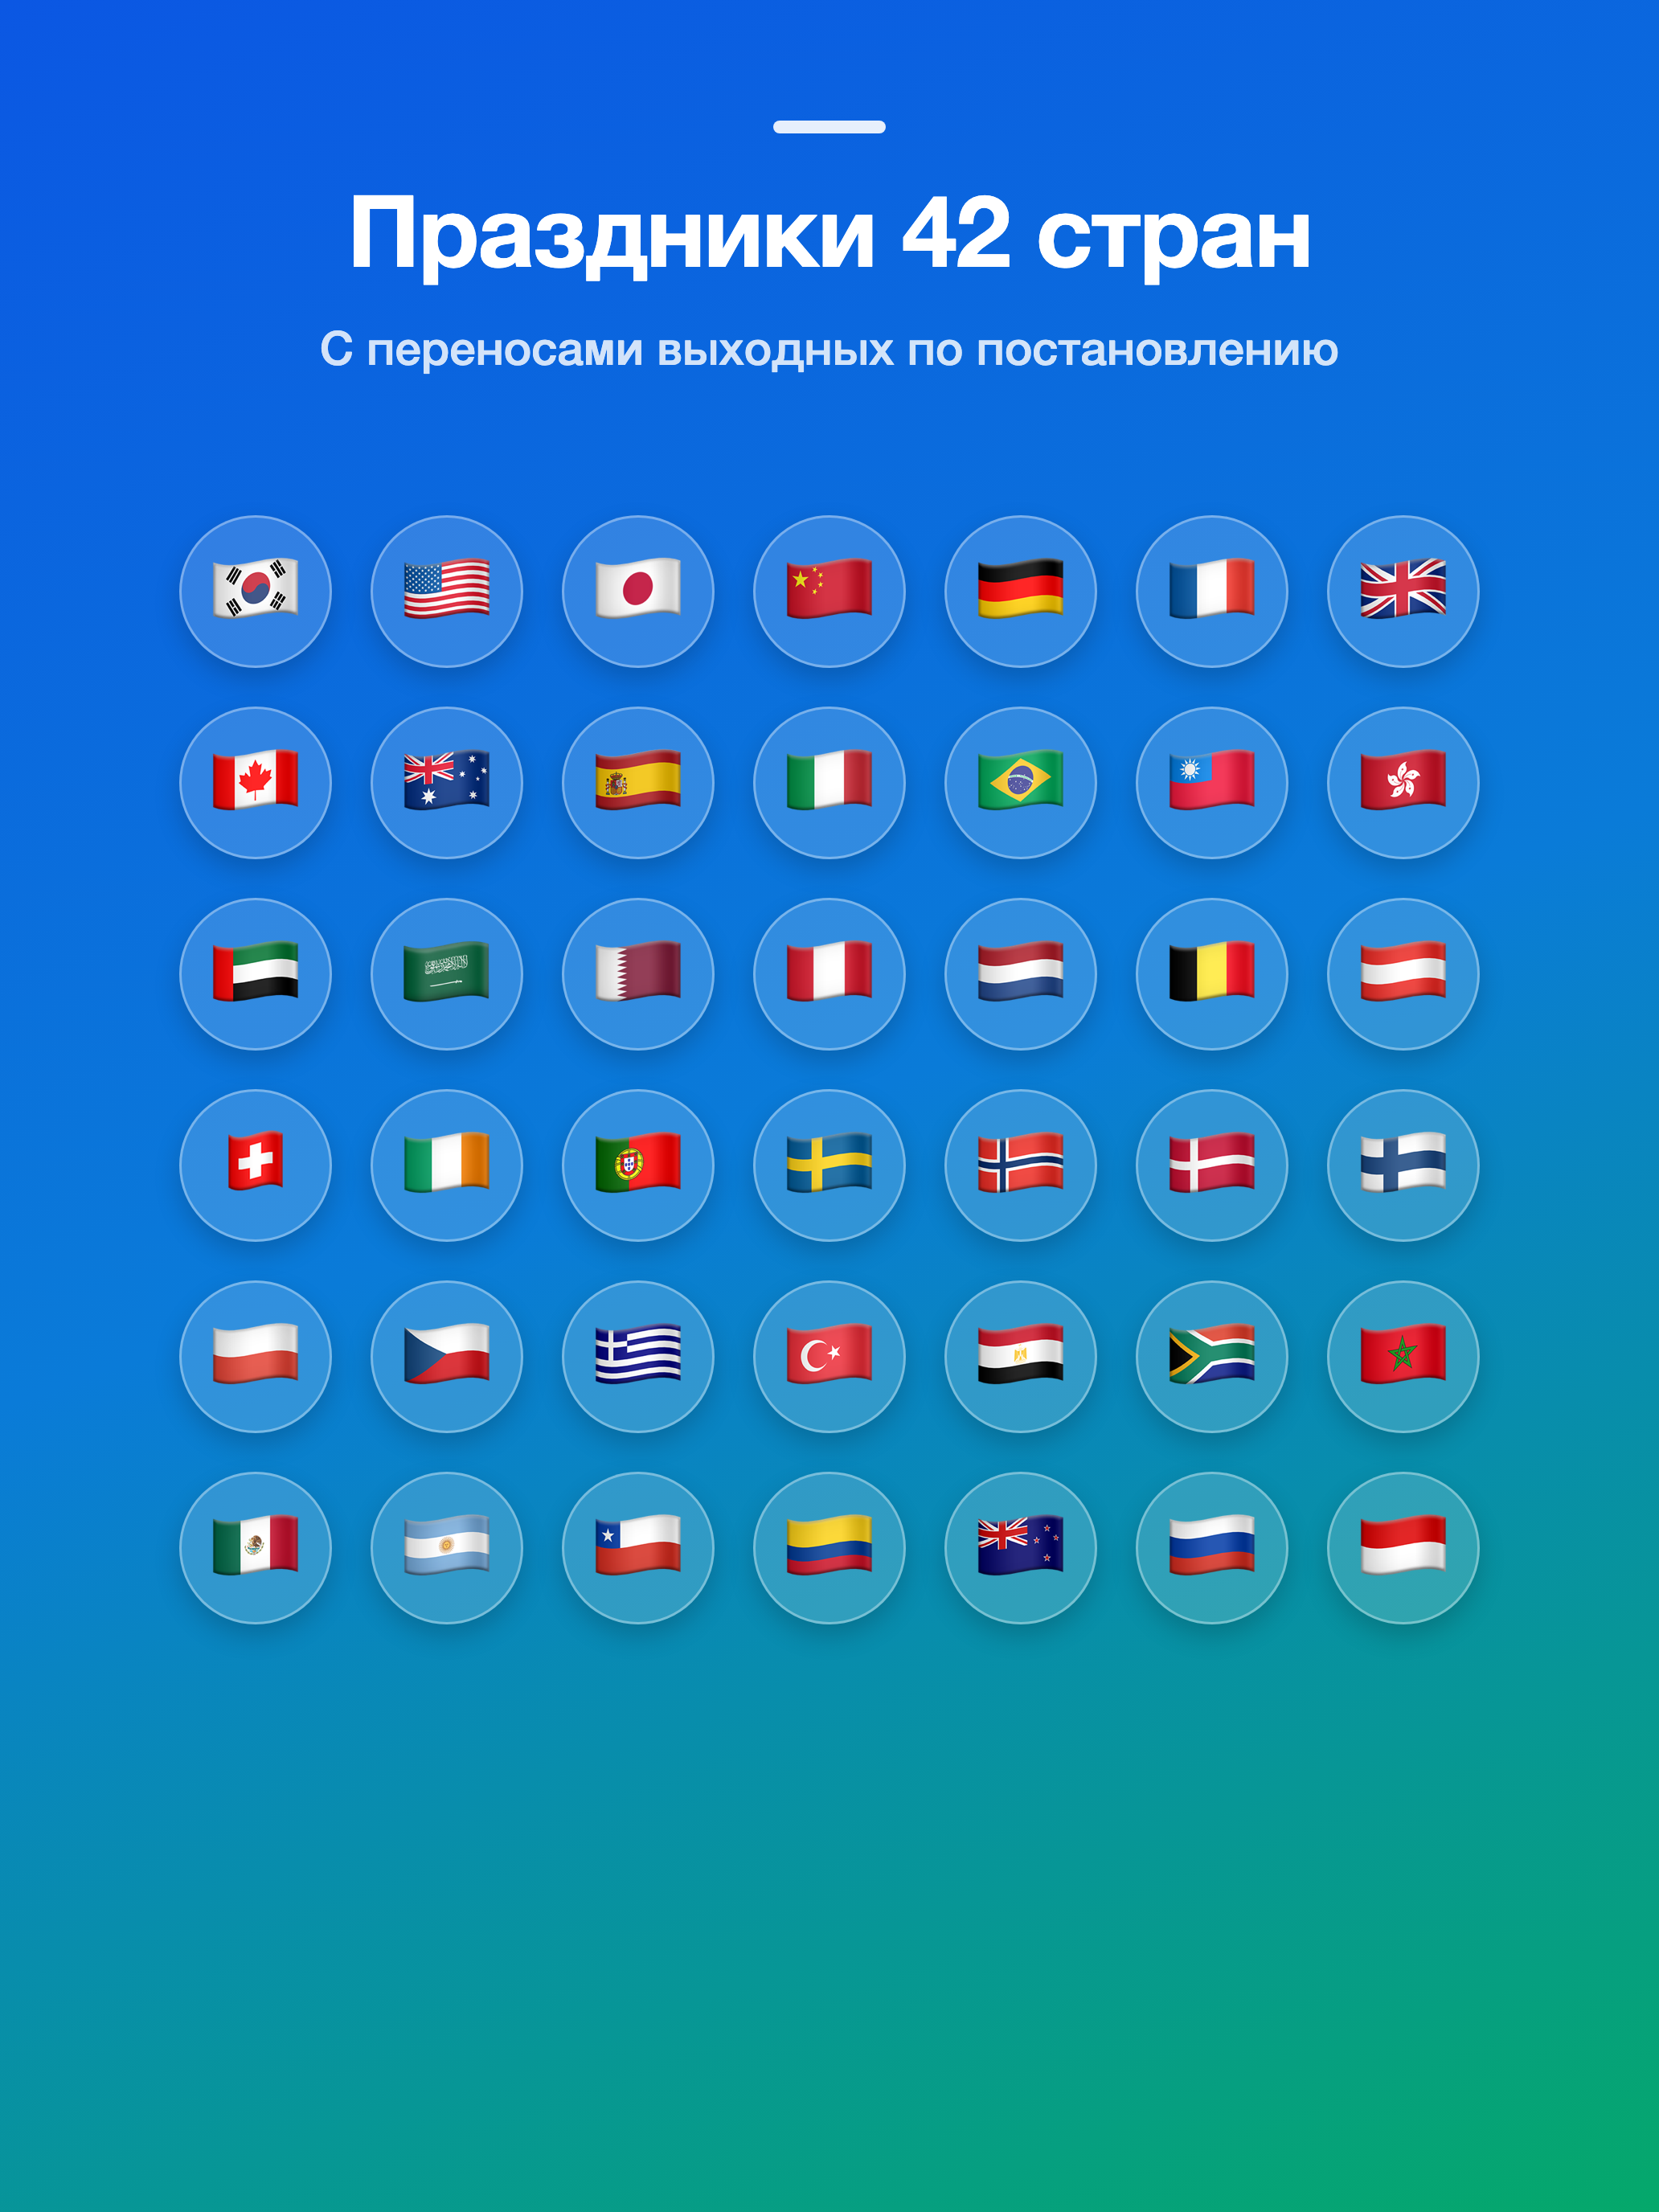 Праздники 42 стран
С переносами выходных по постановлению